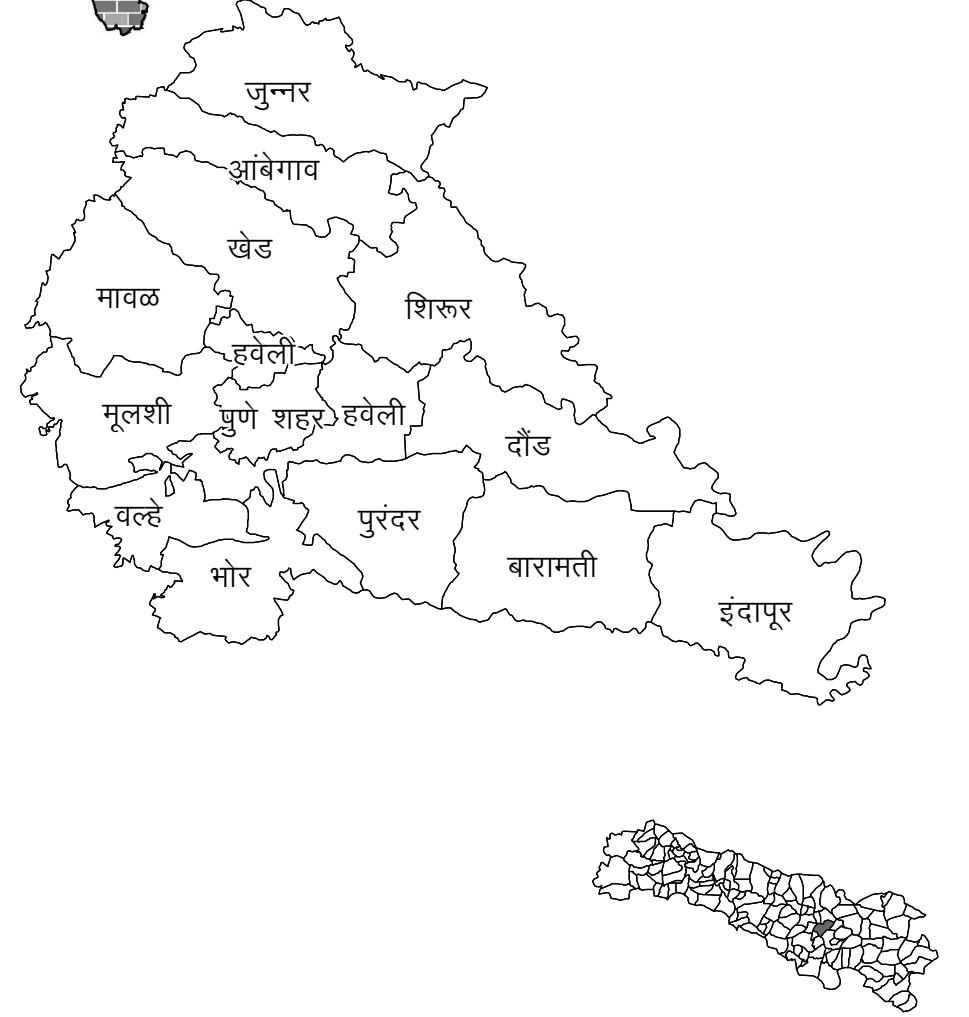 जुन्नर
आंबेगाव
खेड
मावळ
शिरूर
हवेली
मूलशी
पुणे शहर
हवेली
दौंड
वल्हे
पुरंदर
भोर
बारामती
इंदापूर